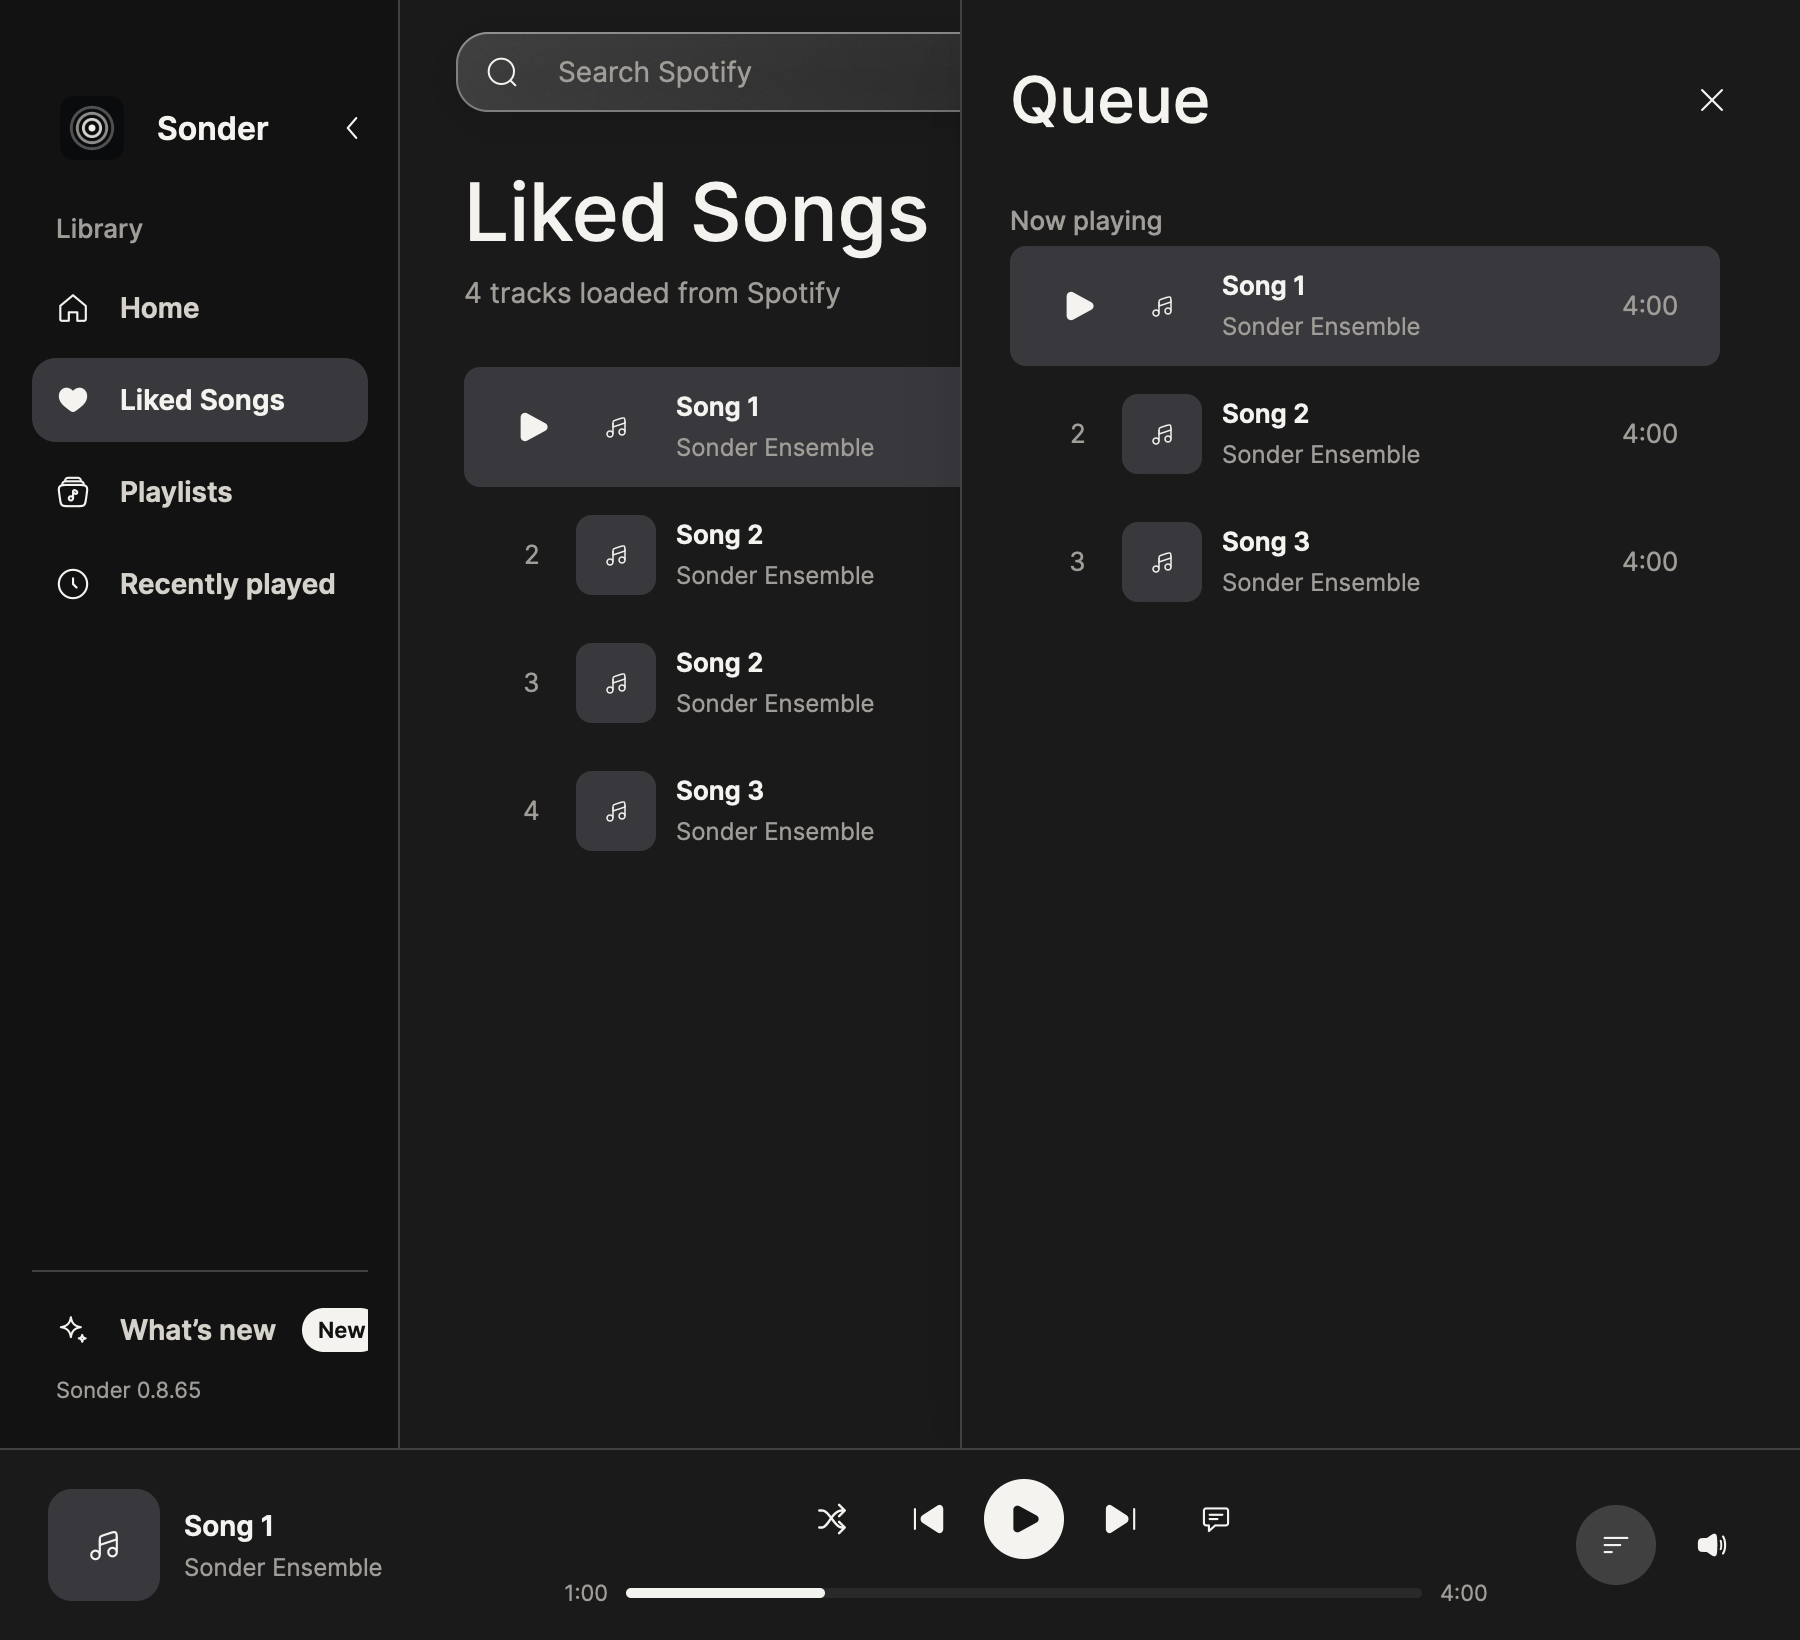 Sonder
Library
Home
Liked Songs
Playlists
Recently played
What’s new
New
Sonder 0.8.65
Search Spotify
Liked Songs
4 tracks loaded from Spotify
Song 1
Sonder Ensemble
2
Song 2
Sonder Ensemble
3
Song 2
Sonder Ensemble
4
Song 3
Sonder Ensemble
Queue
Now playing
Song 1
Sonder Ensemble
4:00
2
Song 2
Sonder Ensemble
4:00
3
Song 3
Sonder Ensemble
4:00
Song 1
Sonder Ensemble
1:00
4:00